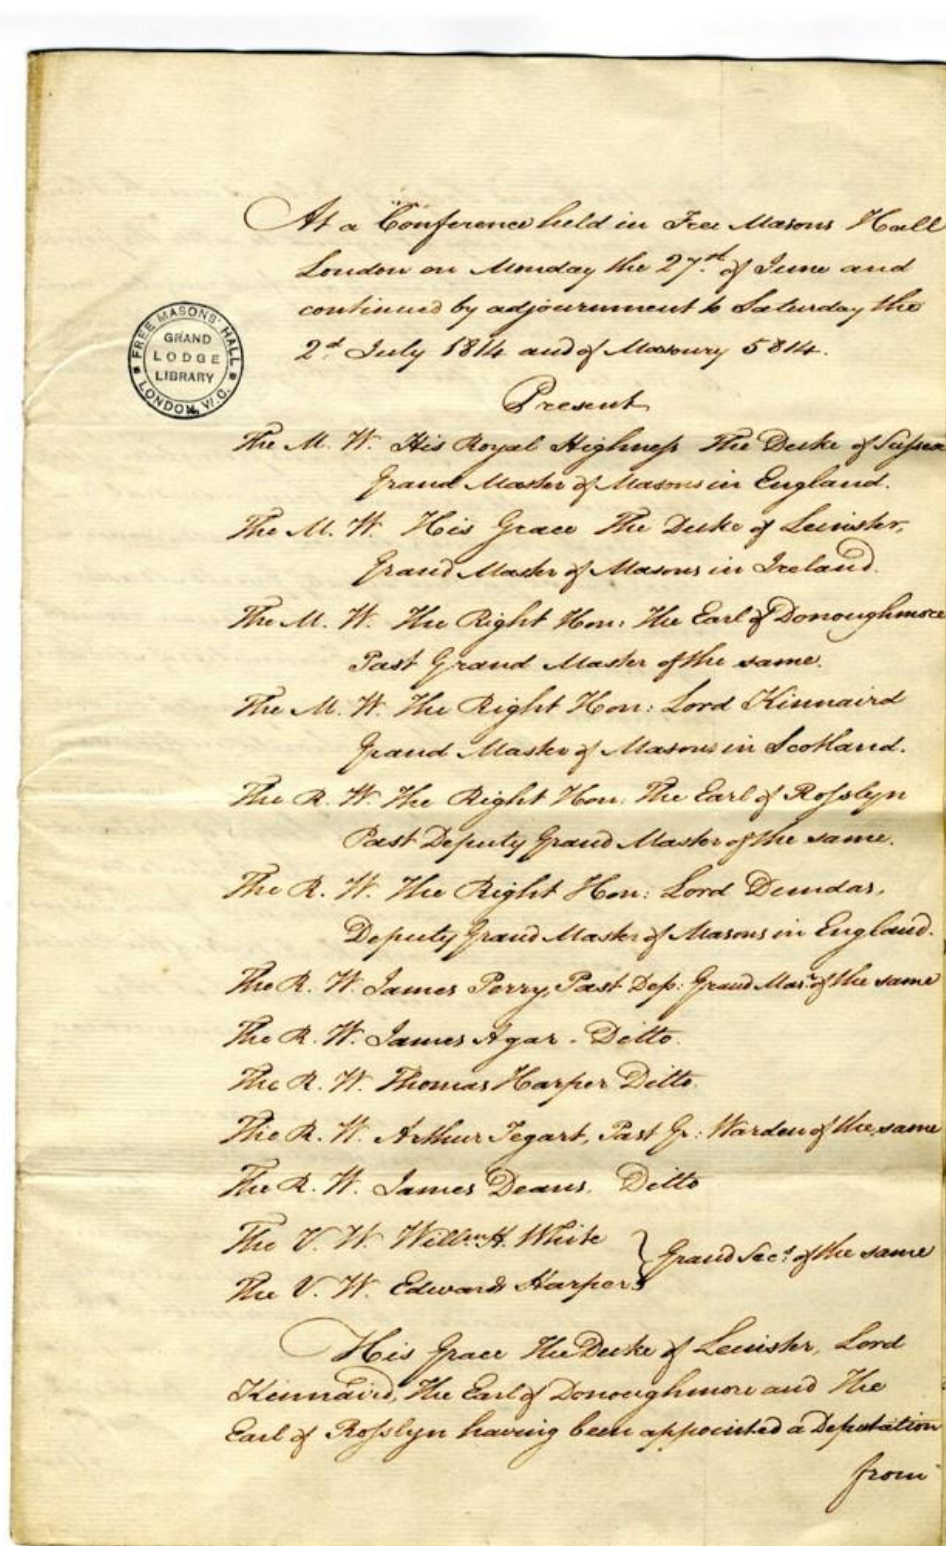 At a Conference held in Free Masons Hall
London on Monday the 27th of June and
continued by adjournment to Saturday the
2d July 1814 and of Masonry 5814.
FREE MASONS' HALL
GRAND
LODGE
LIBRARY
LONDON, W.C.
Present
The M. W. His Royal Highneſs The Duke of Suſsex
Grand Master of Masons in England.
The M. W. His Grace The Duke of Leinster,
Grand Master of Masons in Ireland.
The M. W. The Right Hon: The Earl of Donoughmore
Past Grand Master of the same.
The M. W. The Right Hon: Lord Kinnaird
Grand Master of Masons in Scotland.
The R. W. The Right Hon: The Earl of Roſslyn
Past Deputy Grand Master of the same.
The R. W. The Right Hon: Lord Dundas,
Deputy Grand Master of Masons in England.
The R. W. James Perry, Past Dep: Grand Masr. of the same
The R. W. James Agar - Ditto.
The R. W. Thomas Harper Ditto.
The R. W. Arthur Tegart, Past Gr: Warden of the same
The R. W. James Deans, Ditto
The V. W. Willm. H. White
The V. W. Edwards Harper } Grand Secs. of the same
His Grace The Duke of Leinster, Lord
Kinnaird, The Earl of Donoughmore and The
Earl of Roſslyn having been appointed a Deputation
from